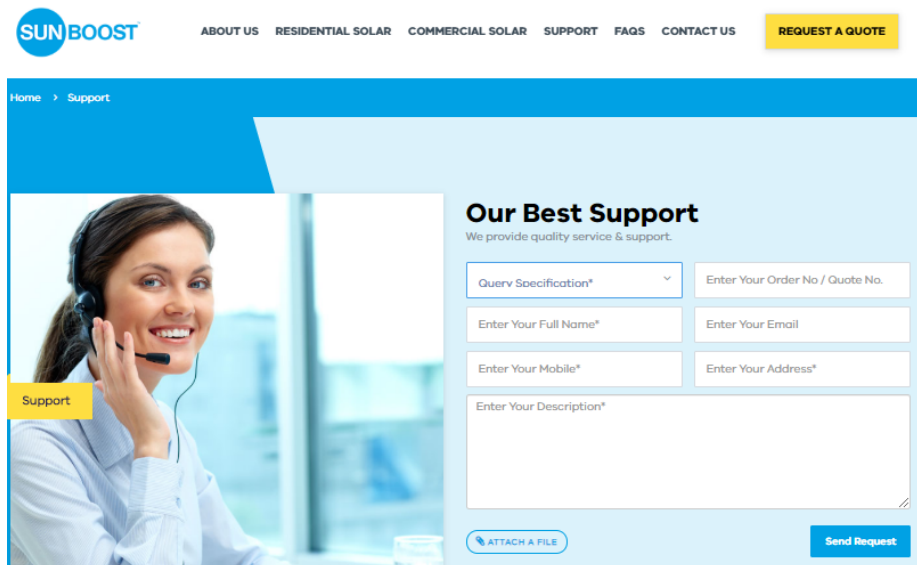 SUN BOOST
ABOUT US RESIDENTIAL SOLAR COMMERCIAL SOLAR SUPPORT FAQS CONTACT US REQUEST A QUOTE
Home > Support
Our Best Support
We provide quality service & support.
Query Specification* Enter Your Order No / Quote No.
Enter Your Full Name* Enter Your Email
Enter Your Mobile* Enter Your Address*
Support
Enter Your Description*
ATTACH A FILE Send Request